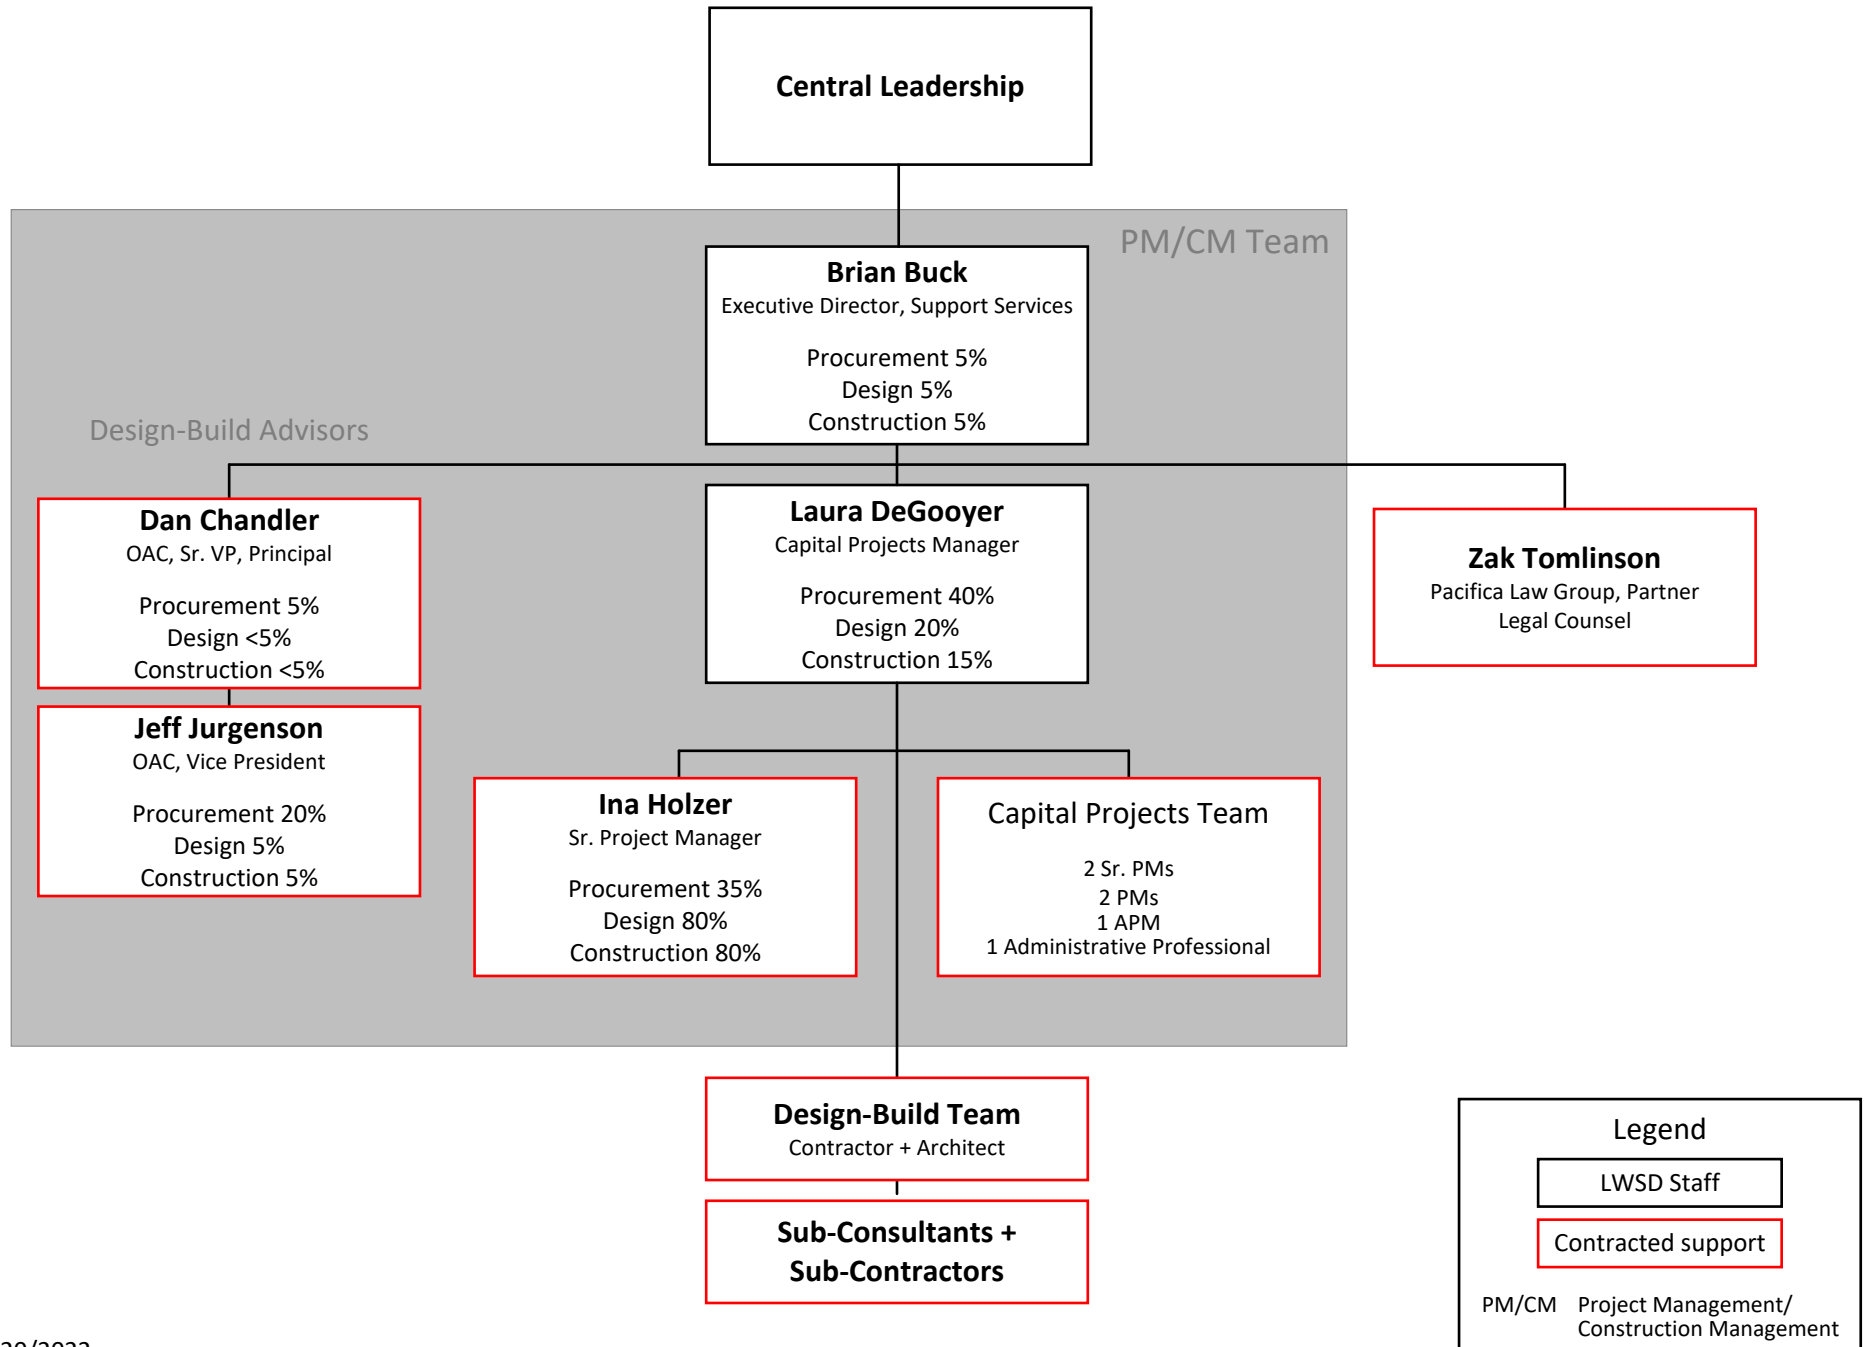 Central Leadership
PM/CM Team
Brian Buck
Executive Director, Support Services
Procurement 5%
Design 5%
Construction 5%
Design-Build Advisors
Dan Chandler
OAC, Sr. VP, Principal
Procurement 5%
Design <5%
Construction <5%
Jeff Jurgenson
OAC, Vice President
Procurement 20%
Design 5%
Construction 5%
Laura DeGooyer
Capital Projects Manager
Procurement 40%
Design 20%
Construction 15%
Zak Tomlinson
Pacifica Law Group, Partner
Legal Counsel
Ina Holzer
Sr. Project Manager
Procurement 35%
Design 80%
Construction 80%
Capital Projects Team
2 Sr. PMs
2 PMs
1 APM
1 Administrative Professional
Design-Build Team
Contractor + Architect
Sub-Consultants +
Sub-Contractors
Legend
LWSD Staff
Contracted support
PM/CM Project Management/
Construction Management